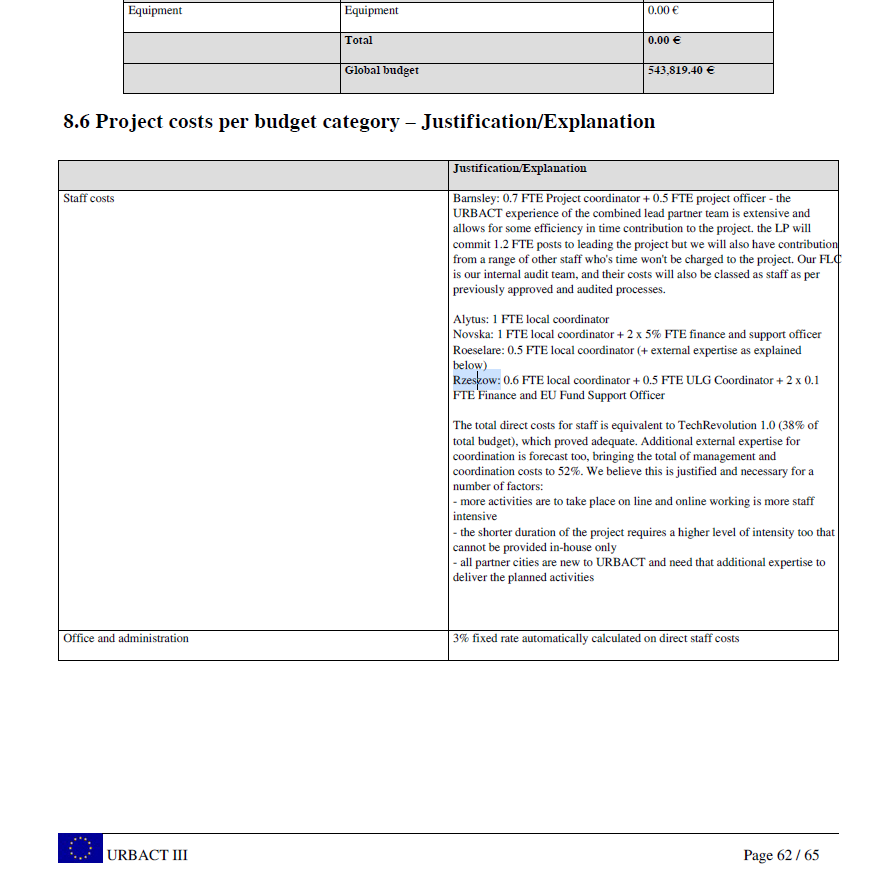 Equipment Equipment 0.00 €
Total 0.00 €
Global budget 543,819.40 €
8.6 Project costs per budget category – Justification/Explanation
Justification/Explanation
Staff costs
Barnsley: 0.7 FTE Project coordinator + 0.5 FTE project officer - the
URBACT experience of the combined lead partner team is extensive and
allows for some efficiency in time contribution to the project. the LP will
commit 1.2 FTE posts to leading the project but we will also have contribution
from a range of other staff who's time won't be charged to the project. Our FLC
is our internal audit team, and their costs will also be classed as staff as per
previously approved and audited processes.
Alytus: 1 FTE local coordinator
Novska: 1 FTE local coordinator + 2 x 5% FTE finance and support officer
Roeselare: 0.5 FTE local coordinator (+ external expertise as explained
below)
Rzeszow: 0.6 FTE local coordinator + 0.5 FTE ULG Coordinator + 2 x 0.1
FTE Finance and EU Fund Support Officer
The total direct costs for staff is equivalent to TechRevolution 1.0 (38% of
total budget), which proved adequate. Additional external expertise for
coordination is forecast too, bringing the total of management and
coordination costs to 52%. We believe this is justified and necessary for a
number of factors:
- more activities are to take place on line and online working is more staff
intensive
- the shorter duration of the project requires a higher level of intensity too that
cannot be provided in-house only
- all partner cities are new to URBACT and need that additional expertise to
deliver the planned activities
Office and administration 3% fixed rate automatically calculated on direct staff costs
URBACT III Page 62 / 65